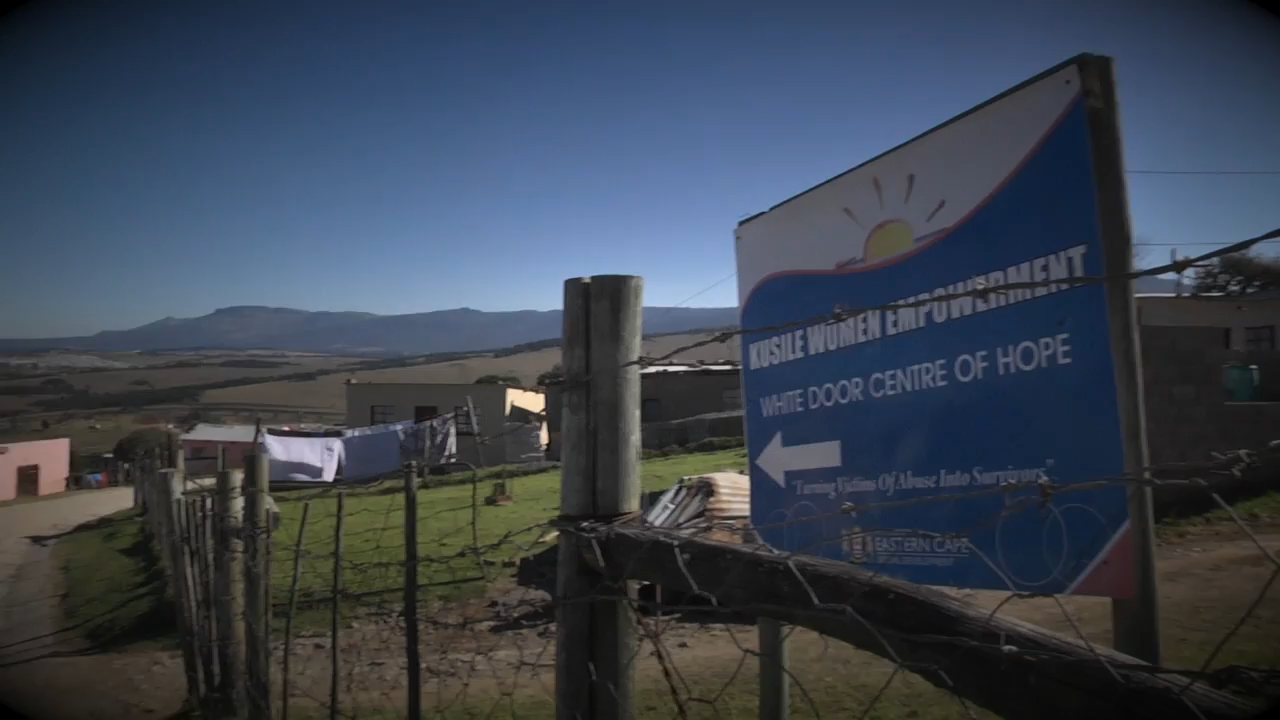 KUSILE WOMEN EMPOWERMENT
WHITE DOOR CENTRE OF HOPE
"Turning Victims Of Abuse Into Survivors"
EASTERN CAPE